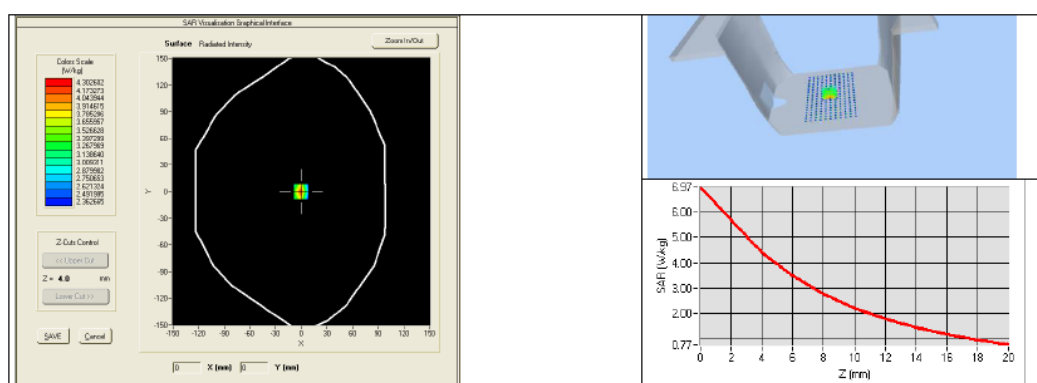 SAR Visualisation Graphical Interface
Surface Radiated Intensity
Zoom In/Out
Colors Scale
(W/kg)
4.302602
4.173273
4.043944
3.914615
3.785286
3.655957
3.526628
3.397299
3.267969
3.138640
3.009311
2.879982
2.750653
2.621324
2.491995
2.362665
Z-Cuts Control
<< Upper Cut
Z = 4.0 mm
Lower Cut >>
SAVE Cancel
150
120
90
60
30
0
-30
-60
-90
-120
-150
Y
-150 -120 -90 -60 -30 0 30 60 90 120 150
X
0 X (mm) 0 Y (mm)
6.97
6.00
5.00
4.00
3.00
2.00
0.77
SAR (W/kg)
0 2 4 6 8 10 12 14 16 18 20
Z (mm)